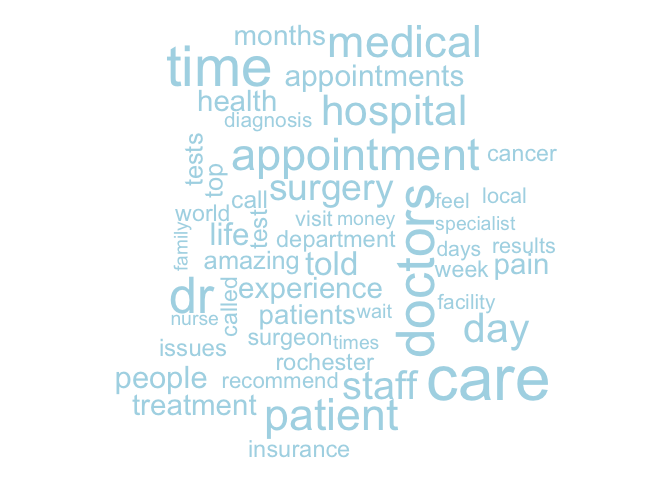 months medical
time appointments
health hospital
diagnosis
tests top appointment cancer
call surgery doctors feel local
world test visit money specialist
family life department days results
amazing told week pain
dr called experience facility
nurse patients wait day
surgeon times
issues rochester
people recommend staff care
treatment patient
insurance